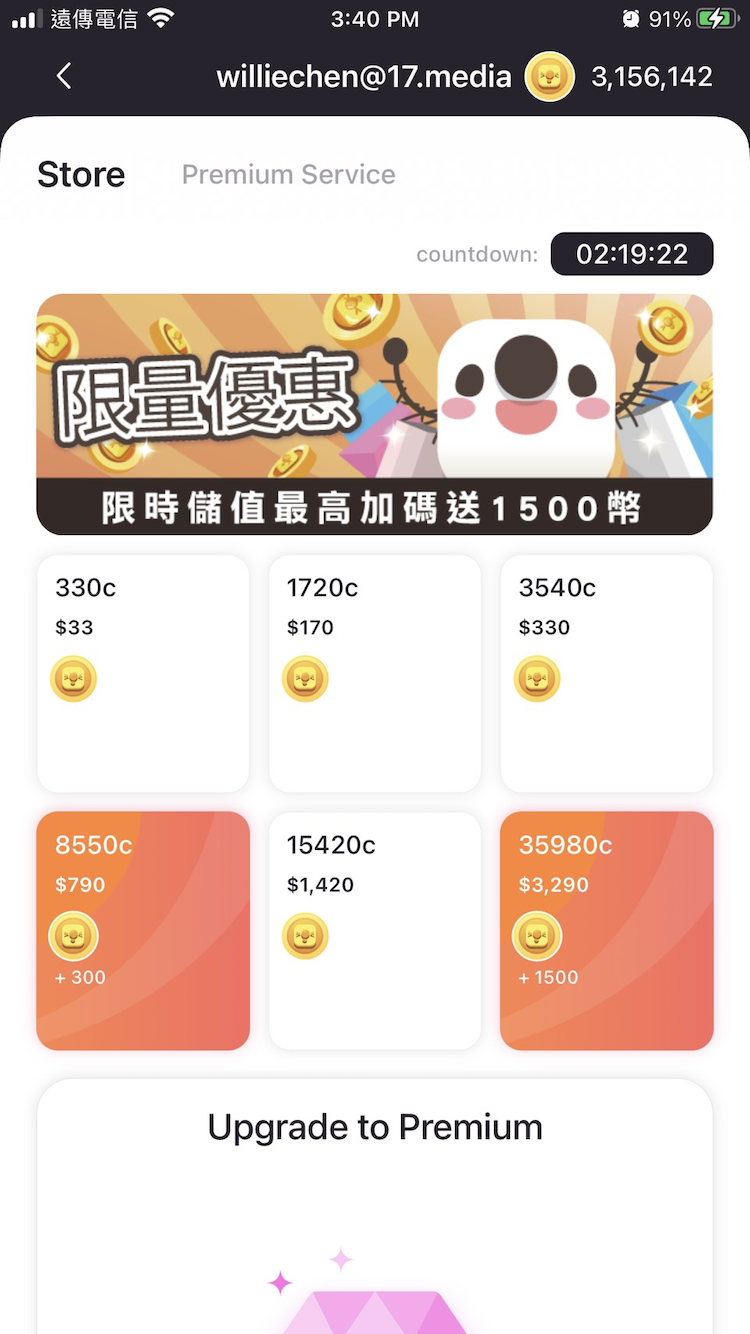 遠傳電信 3:40 PM 91%
williechen@17.media 3,156,142
Store Premium Service
countdown: 02:19:22
限量優惠
限時儲值最高加碼送1500幣
330c 1720c 3540c
$33 $170 $330
8550c 15420c 35980c
$790 $1,420 $3,290
+ 300 + 1500
Upgrade to Premium